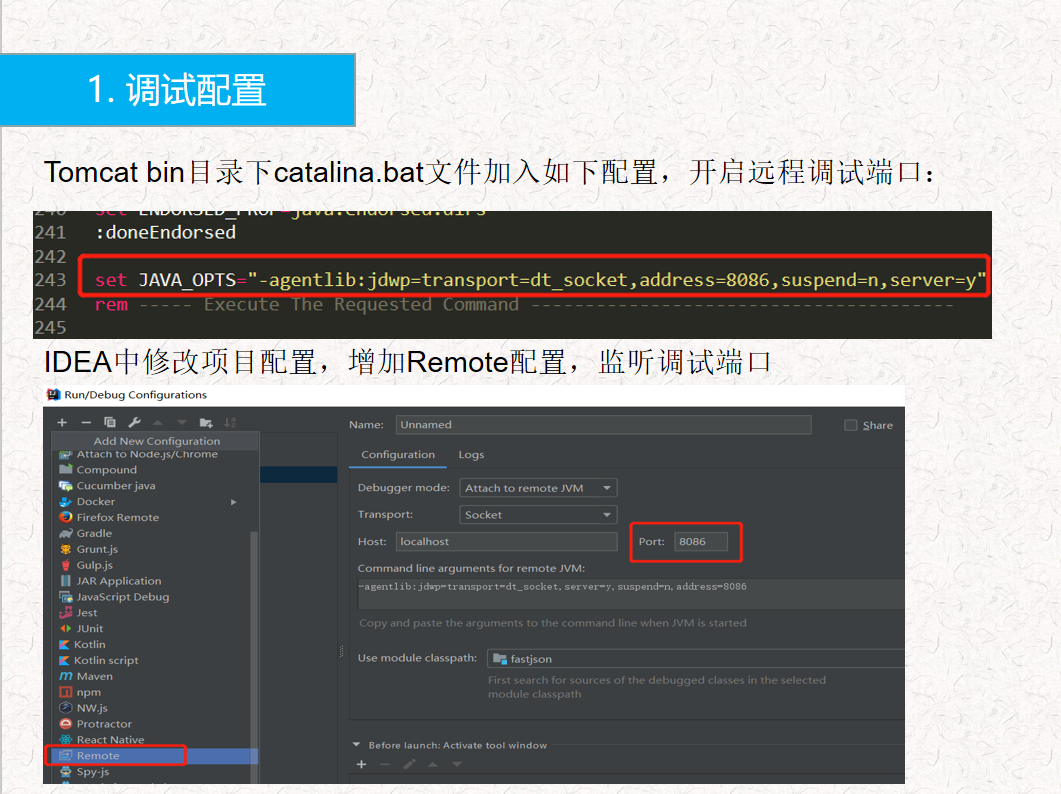 1. 调试配置
Tomcat bin目录下catalina.bat文件加入如下配置，开启远程调试端口：
240 set ENDORSED_PROP=java.endorsed.dirs
241 :doneEndorsed
242
243 set JAVA_OPTS="-agentlib:jdwp=transport=dt_socket,address=8086,suspend=n,server=y"
244 rem ----- Execute The Requested Command ---------------------------------------
245
IDEA中修改项目配置，增加Remote配置，监听调试端口
Run/Debug Configurations
Add New Configuration
Attach to Node.js/Chrome
Compound
Cucumber java
Docker
Firefox Remote
Gradle
Grunt.js
Gulp.js
JAR Application
JavaScript Debug
Jest
JUnit
Kotlin
Kotlin script
Maven
npm
NW.js
Protractor
React Native
Remote
Spy-js
Name: Unnamed
Share
Configuration Logs
Debugger mode: Attach to remote JVM
Transport: Socket
Host: localhost Port: 8086
Command line arguments for remote JVM:
-agentlib:jdwp=transport=dt_socket,server=y,suspend=n,address=8086
Copy and paste the arguments to the command line when JVM is started
Use module classpath: fastjson
First search for sources of the debugged classes in the selected
module classpath
Before launch: Activate tool window